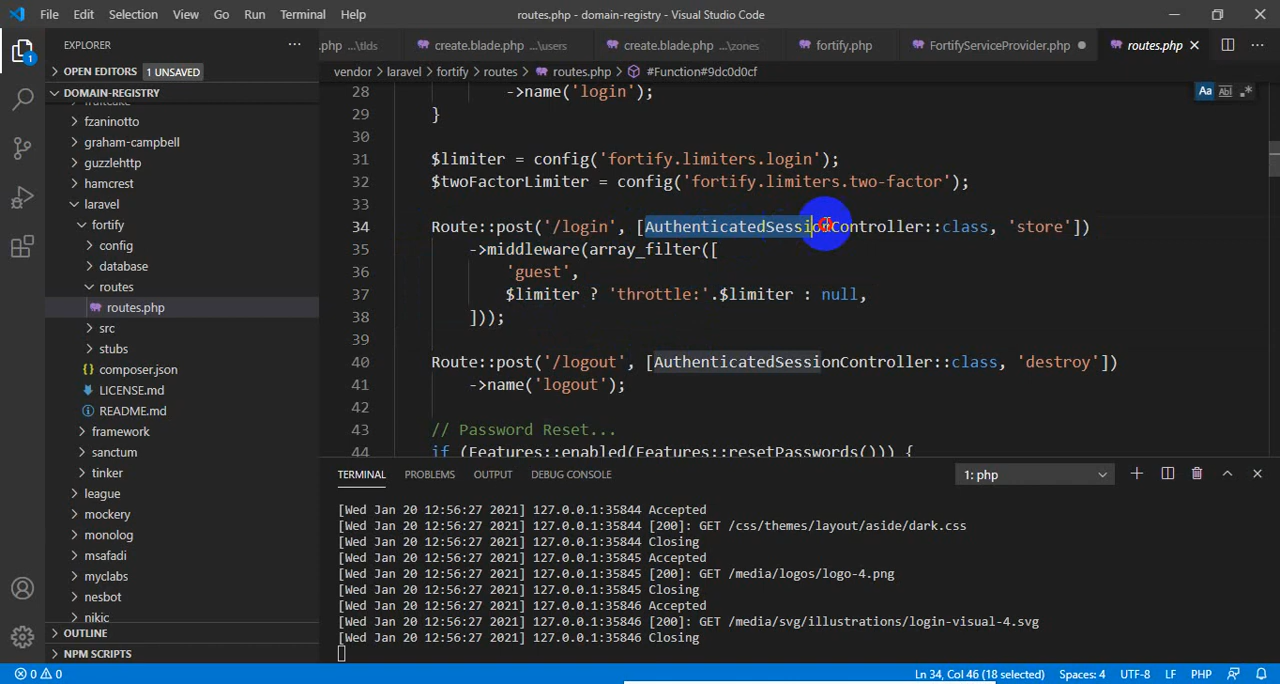 File Edit Selection View Go Run Terminal Help routes.php - domain-registry - Visual Studio Code
EXPLORER
.php ...\tlds create.blade.php ...\users create.blade.php ...\zones fortify.php FortifyServiceProvider.php routes.php
OPEN EDITORS 1 UNSAVED
vendor laravel fortify routes routes.php #Function#9dc0d0cf
DOMAIN-REGISTRY
fruitcake
fzaninotto
graham-campbell
guzzlehttp
hamcrest
laravel
fortify
config
database
routes
routes.php
src
stubs
composer.json
LICENSE.md
README.md
framework
sanctum
tinker
league
mockery
monolog
msafadi
myclabs
nesbot
nikic
OUTLINE
NPM SCRIPTS
28 ->name('login');
29 }
30
31 $limiter = config('fortify.limiters.login');
32 $twoFactorLimiter = config('fortify.limiters.two-factor');
33
34 Route::post('/login', [AuthenticatedSessionController::class, 'store'])
35 ->middleware(array_filter([
36 'guest',
37 $limiter ? 'throttle:'.$limiter : null,
38 ]));
39
40 Route::post('/logout', [AuthenticatedSessionController::class, 'destroy'])
41 ->name('logout');
42
43 // Password Reset...
44 if (Features::enabled(Features::resetPasswords())) {
Aa Ab .*
TERMINAL PROBLEMS OUTPUT DEBUG CONSOLE 1: php
[Wed Jan 20 12:56:27 2021] 127.0.0.1:35844 Accepted
[Wed Jan 20 12:56:27 2021] 127.0.0.1:35844 [200]: GET /css/themes/layout/aside/dark.css
[Wed Jan 20 12:56:27 2021] 127.0.0.1:35844 Closing
[Wed Jan 20 12:56:27 2021] 127.0.0.1:35845 Accepted
[Wed Jan 20 12:56:27 2021] 127.0.0.1:35845 [200]: GET /media/logos/logo-4.png
[Wed Jan 20 12:56:27 2021] 127.0.0.1:35845 Closing
[Wed Jan 20 12:56:27 2021] 127.0.0.1:35846 Accepted
[Wed Jan 20 12:56:27 2021] 127.0.0.1:35846 [200]: GET /media/svg/illustrations/login-visual-4.svg
[Wed Jan 20 12:56:27 2021] 127.0.0.1:35846 Closing
0 0 Ln 34, Col 46 (18 selected) Spaces: 4 UTF-8 LF PHP